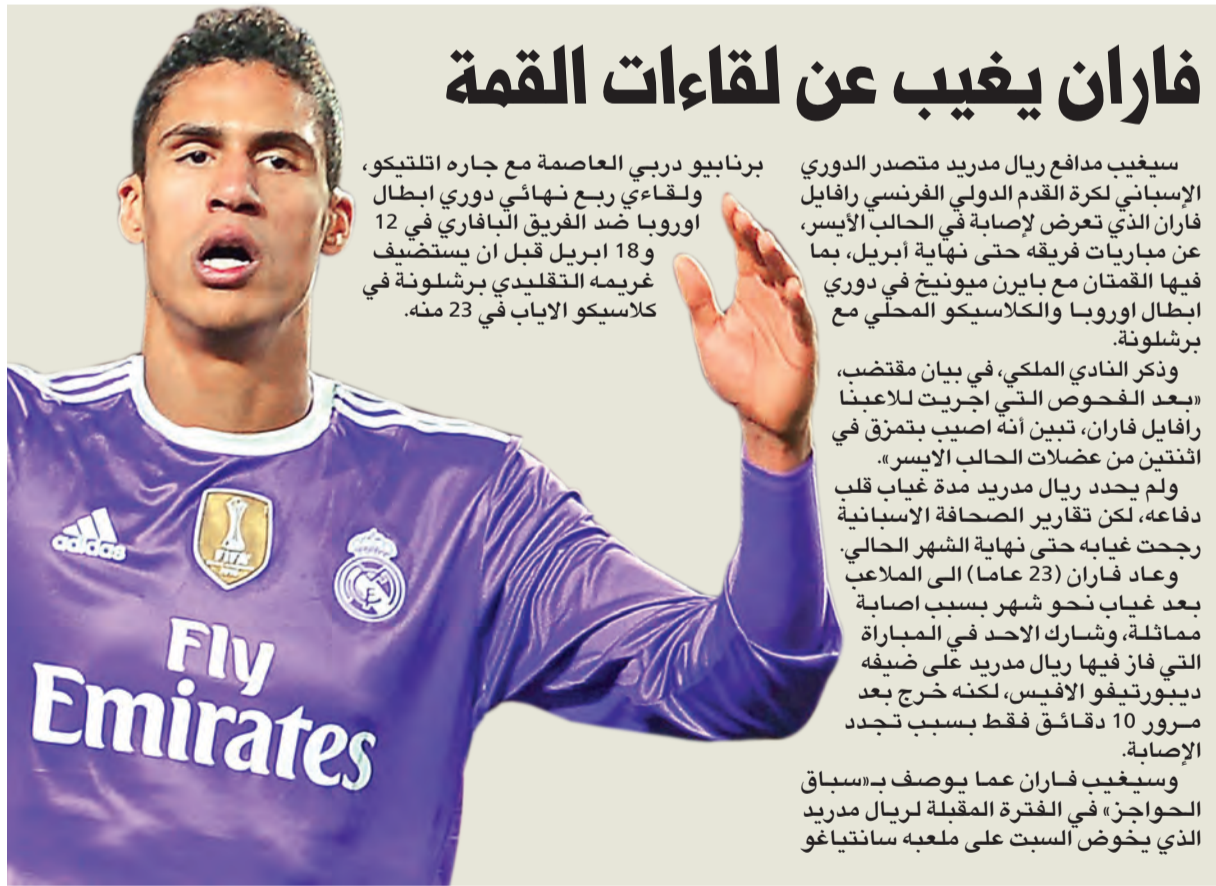 فاران يغيب عن لقاءات القمة
سيغيب مدافع ريال مدريد متصدر الدوري
الإسباني لكرة القدم الدولي الفرنسي رافايل
فاران الذي تعرض لإصابة في الحالب الأيسر،
عن مباريات فريقه حتى نهاية أبريل، بما
فيها القمتان مع بايرن ميونيخ في دوري
ابطال اوروبا والكلاسيكو المحلي مع
برشلونة.
وذكر النادي الملكي، في بيان مقتضب،
«بعد الفحوص التي اجريت للاعبنا
رافايل فاران، تبين أنه اصيب بتمزق في
اثنتين من عضلات الحالب الايسر».
ولم يحدد ريال مدريد مدة غياب قلب
دفاعه، لكن تقارير الصحافة الاسبانية
رجحت غيابه حتى نهاية الشهر الحالي.
وعاد فاران (23 عاما) الى الملاعب
بعد غياب نحو شهر بسبب اصابة
مماثلة، وشارك الاحد في المباراة
التي فاز فيها ريال مدريد على ضيفه
ديبورتيفو الافيس، لكنه خرج بعد
مرور 10 دقائق فقط بسبب تجدد
الإصابة.
وسيغيب فاران عما يوصف بـ«سباق
الحواجز» في الفترة المقبلة لريال مدريد
الذي يخوض السبت على ملعبه سانتياغو
برنابيو دربي العاصمة مع جاره اتلتيكو،
ولقاءي ربع نهائي دوري ابطال
اوروبا ضد الفريق البافاري في 12
و18 ابريل قبل ان يستضيف
غريمه التقليدي برشلونة في
كلاسيكو الاياب في 23 منه.
adidas
FIFA
Fly
Emirates